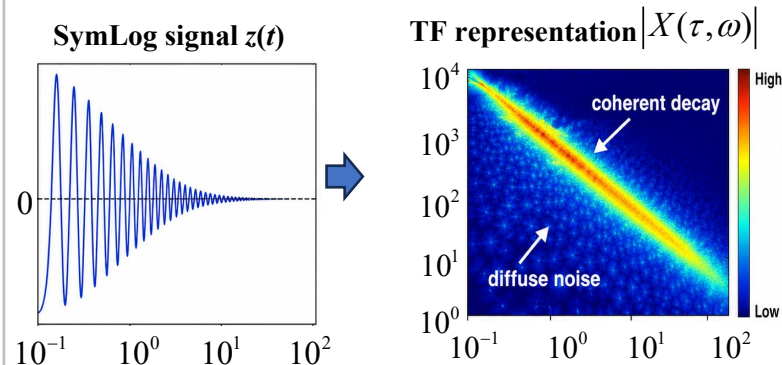 SymLog signal z(t)
0
10⁻¹ 10⁰ 10¹ 10²
TF representation |X(τ,ω)|
10⁴
10³
10²
10¹
10⁰
coherent decay
diffuse noise
10⁻¹ 10⁰ 10¹ 10²
High
Low